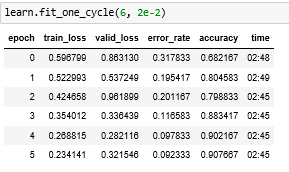 learn.fit_one_cycle(6, 2e-2)
epoch train_loss valid_loss error_rate accuracy time
0 0.596799 0.863130 0.317833 0.682167 02:48
1 0.522993 0.537249 0.195417 0.804583 02:49
2 0.424658 0.961899 0.201167 0.798833 02:45
3 0.354012 0.336439 0.116583 0.883417 02:45
4 0.268815 0.282116 0.097833 0.902167 02:45
5 0.234141 0.321546 0.092333 0.907667 02:45